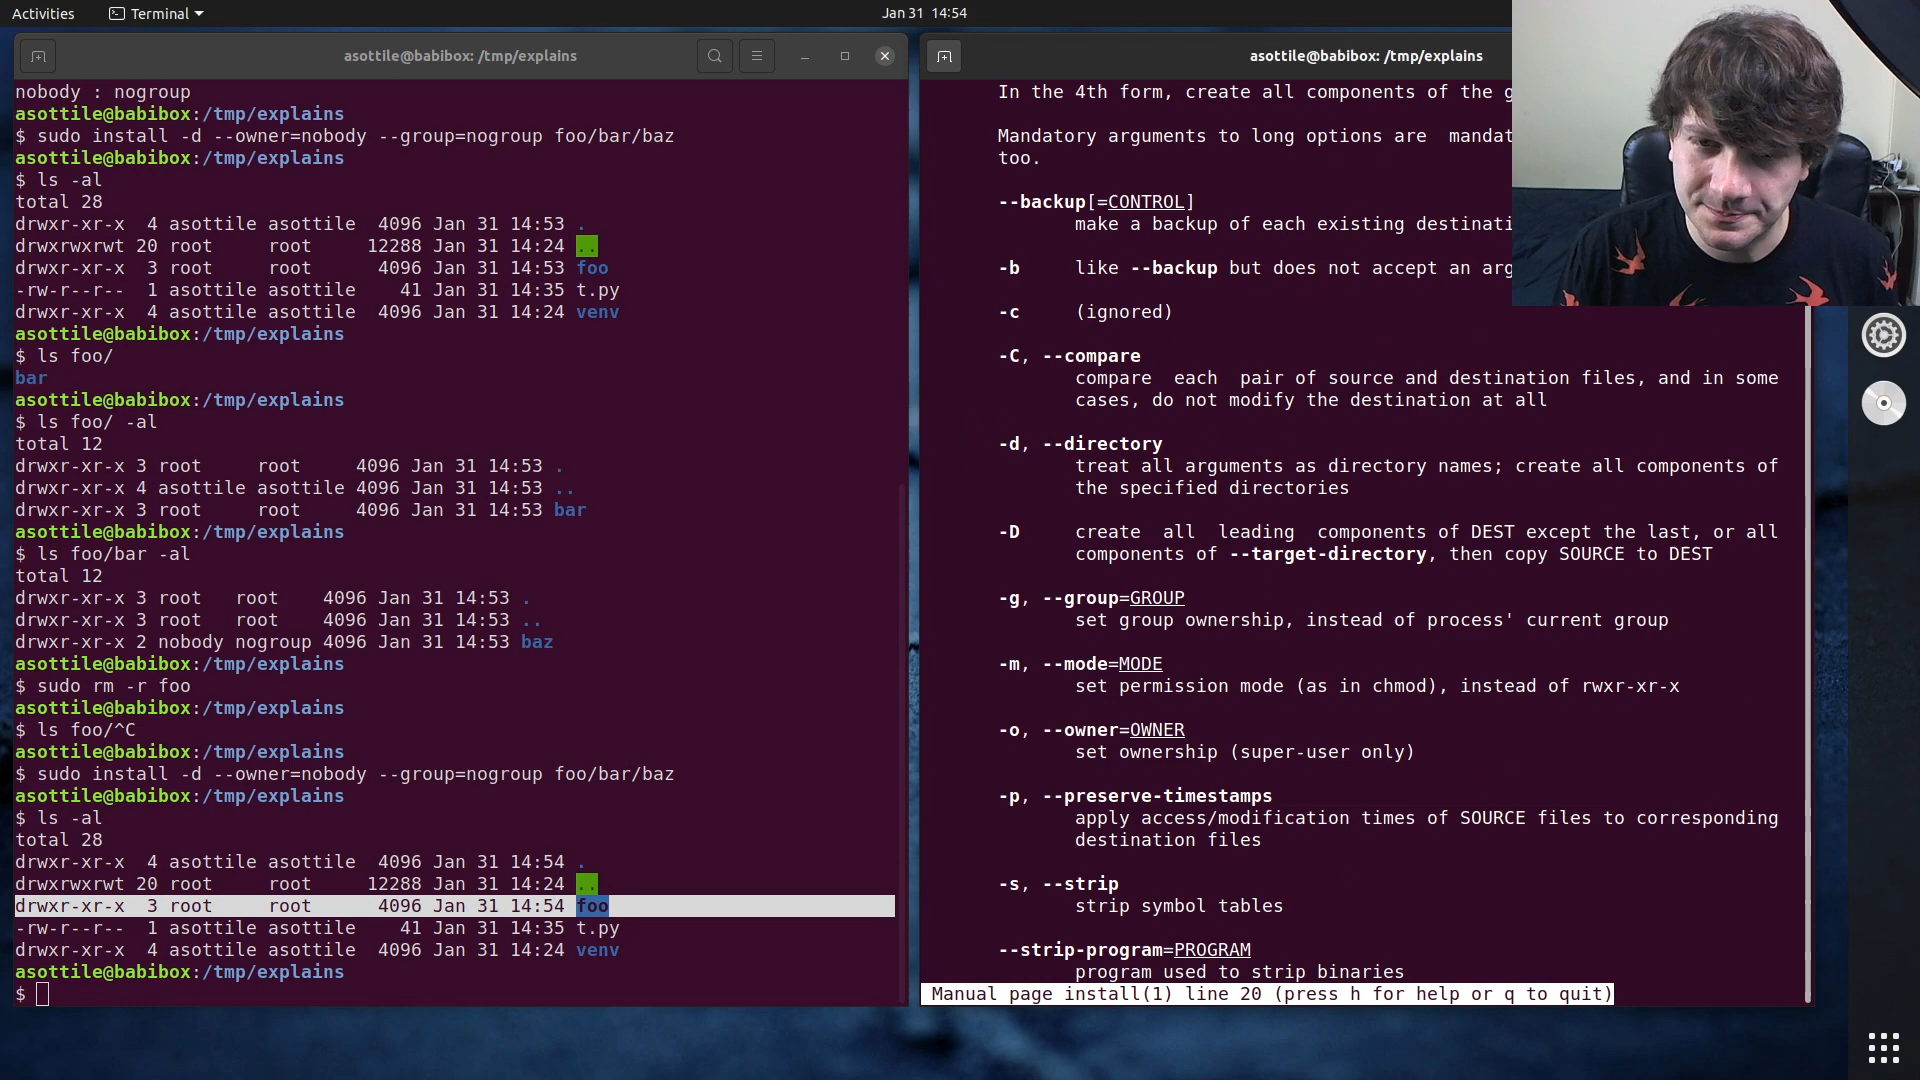 Activities
Terminal
Jan 31 14:54
asottile@babibox: /tmp/explains
nobody : nogroup
asottile@babibox:/tmp/explains
$ sudo install -d --owner=nobody --group=nogroup foo/bar/baz
asottile@babibox:/tmp/explains
$ ls -al
total 28
drwxr-xr-x  4 asottile asottile  4096 Jan 31 14:53 .
drwxrwxrwt 20 root     root     12288 Jan 31 14:24 ..
drwxr-xr-x  3 root     root      4096 Jan 31 14:53 foo
-rw-r--r--  1 asottile asottile    41 Jan 31 14:35 t.py
drwxr-xr-x  4 asottile asottile  4096 Jan 31 14:24 venv
asottile@babibox:/tmp/explains
$ ls foo/
bar
asottile@babibox:/tmp/explains
$ ls foo/ -al
total 12
drwxr-xr-x 3 root     root     4096 Jan 31 14:53 .
drwxr-xr-x 4 asottile asottile 4096 Jan 31 14:53 ..
drwxr-xr-x 3 root     root     4096 Jan 31 14:53 bar
asottile@babibox:/tmp/explains
$ ls foo/bar -al
total 12
drwxr-xr-x 3 root   root    4096 Jan 31 14:53 .
drwxr-xr-x 3 root   root    4096 Jan 31 14:53 ..
drwxr-xr-x 2 nobody nogroup 4096 Jan 31 14:53 baz
asottile@babibox:/tmp/explains
$ sudo rm -r foo
asottile@babibox:/tmp/explains
$ ls foo/^C
asottile@babibox:/tmp/explains
$ sudo install -d --owner=nobody --group=nogroup foo/bar/baz
asottile@babibox:/tmp/explains
$ ls -al
total 28
drwxr-xr-x  4 asottile asottile  4096 Jan 31 14:54 .
drwxrwxrwt 20 root     root     12288 Jan 31 14:24 ..
drwxr-xr-x  3 root     root      4096 Jan 31 14:54 foo
-rw-r--r--  1 asottile asottile    41 Jan 31 14:35 t.py
drwxr-xr-x  4 asottile asottile  4096 Jan 31 14:24 venv
asottile@babibox:/tmp/explains
$
asottile@babibox: /tmp/explains
In the 4th form, create all components of the g
Mandatory arguments to long options are  mandat
too.
--backup[=CONTROL]
make a backup of each existing destinati
-b     like --backup but does not accept an arg
-c     (ignored)
-C, --compare
compare  each  pair of source and destination files, and in some
cases, do not modify the destination at all
-d, --directory
treat all arguments as directory names; create all components of
the specified directories
-D     create  all  leading  components of DEST except the last, or all
components of --target-directory, then copy SOURCE to DEST
-g, --group=GROUP
set group ownership, instead of process' current group
-m, --mode=MODE
set permission mode (as in chmod), instead of rwxr-xr-x
-o, --owner=OWNER
set ownership (super-user only)
-p, --preserve-timestamps
apply access/modification times of SOURCE files to corresponding
destination files
-s, --strip
strip symbol tables
--strip-program=PROGRAM
program used to strip binaries
Manual page install(1) line 20 (press h for help or q to quit)